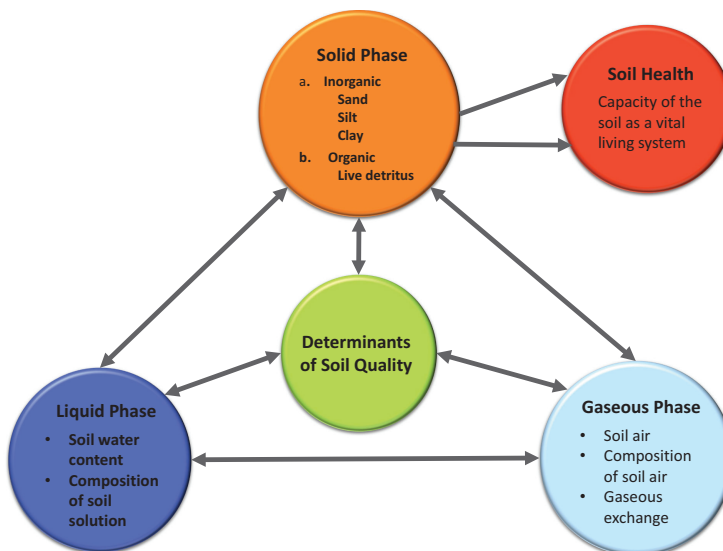 Solid Phase
a. Inorganic
Sand
Silt
Clay
b. Organic
Live detritus
Soil Health
Capacity of the
soil as a vital
living system
Determinants
of Soil Quality
Liquid Phase
• Soil water
content
• Composition
of soil
solution
Gaseous Phase
• Soil air
• Composition
of soil air
• Gaseous
exchange